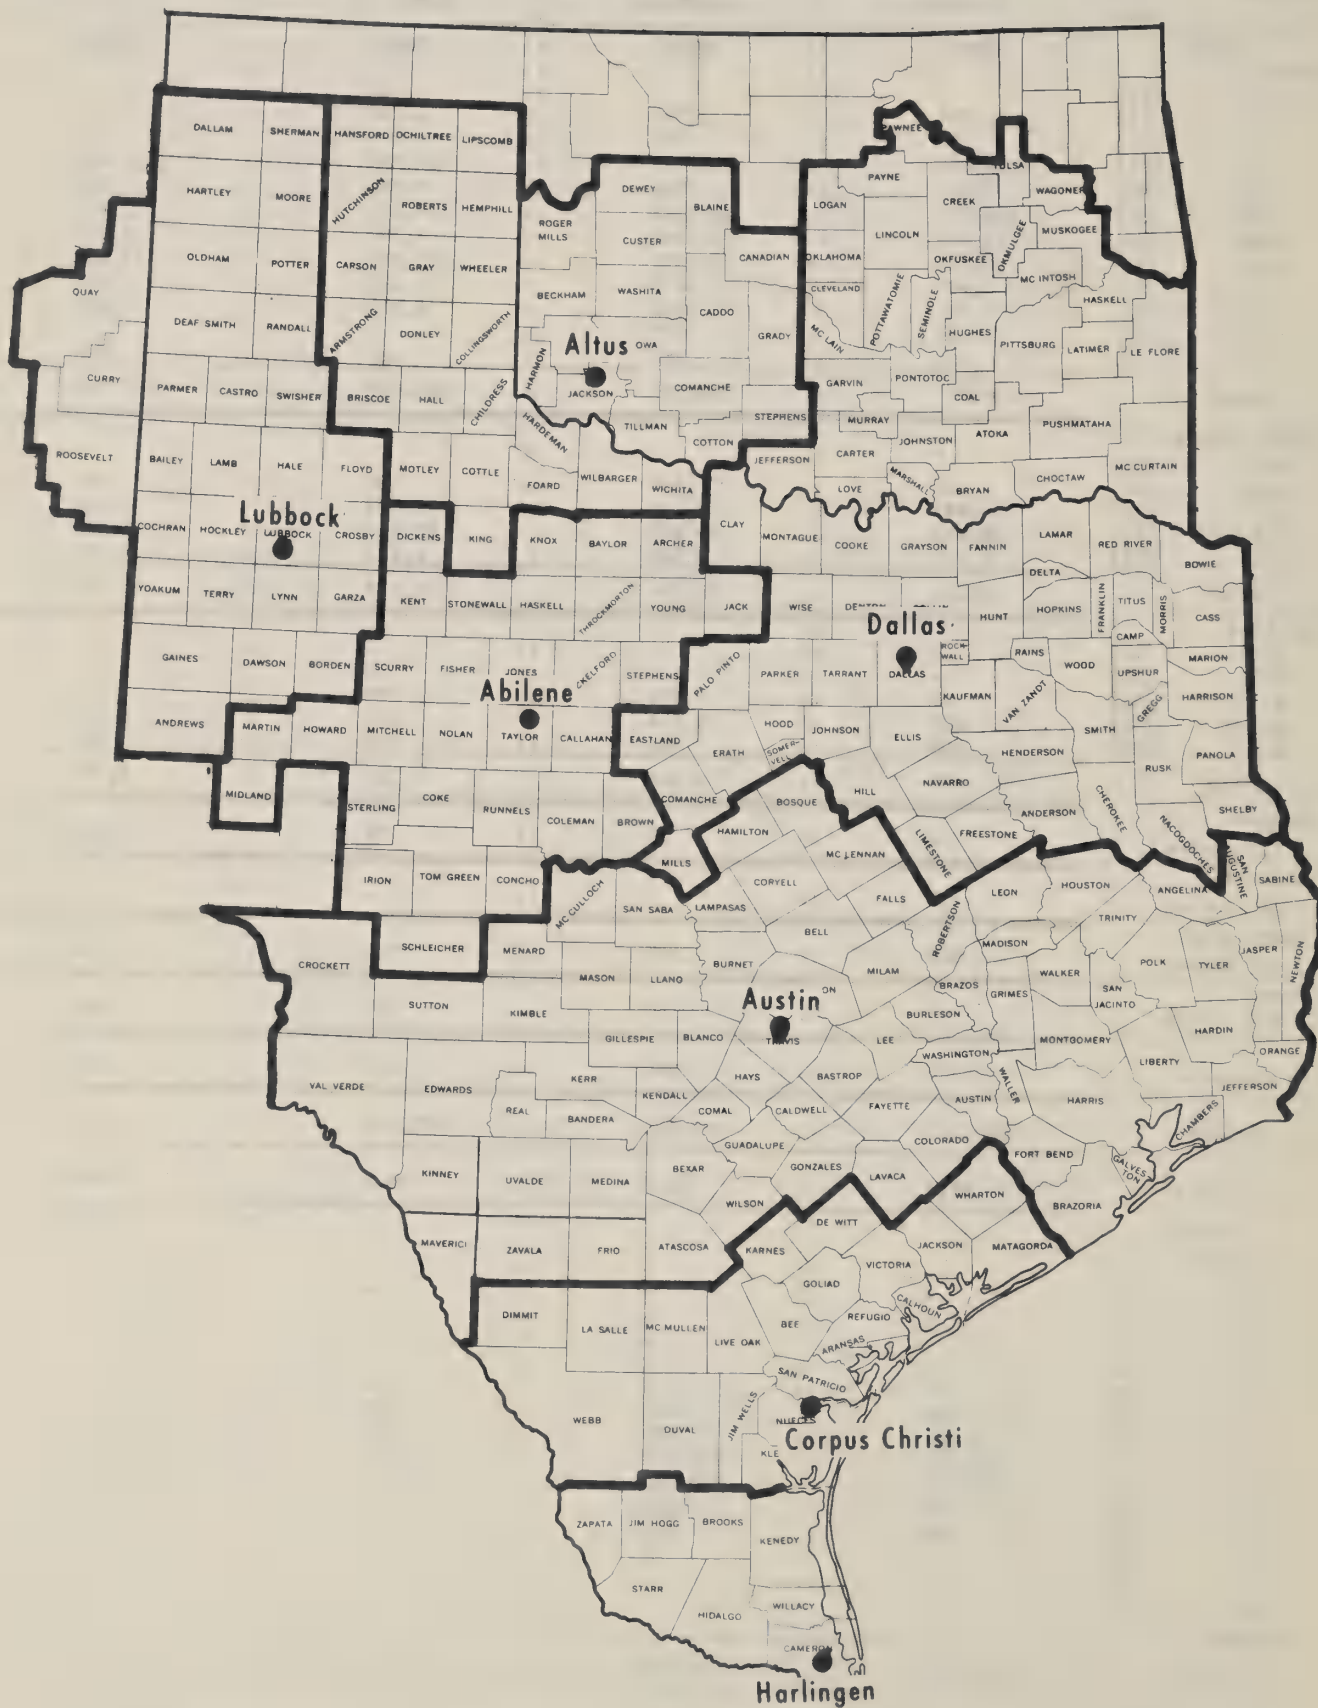 DALLAM SHERMAN HANSFORD OCHILTREE LIPSCOMB PAWNEE
HARTLEY MOORE HUTCHINSON ROBERTS HEMPHILL ROGER MILLS DEWEY BLAINE LOGAN PAYNE CREEK TULSA WAGONER
CUSTER LINCOLN OKMULGEE MUSKOGEE
OLDHAM POTTER CARSON GRAY WHEELER CANADIAN OKLAHOMA OKFUSKEE MC INTOSH
QUAY BECKHAM WASHITA CADDO CLEVELAND POTTAWATOMIE SEMINOLE HASKELL
DEAF SMITH RANDALL ARMSTRONG DONLEY COLLINGSWORTH OWA GRADY MC LAIN HUGHES PITTSBURG LATIMER LE FLORE
Altus
CURRY PARMER CASTRO SWISHER BRISCOE HALL CHILDRESS HARMON JACKSON COMANCHE GARVIN PONTOTOC COAL
HARDEMAN TILLMAN COTTON STEPHENS MURRAY JOHNSTON ATOKA PUSHMATAHA
ROOSEVELT BAILEY LAMB HALE FLOYD MOTLEY COTTLE FOARD WILBARGER WICHITA JEFFERSON CARTER LOVE MARSHALL BRYAN CHOCTAW MC CURTAIN
Lubbock
COCHRAN HOCKLEY LUBBOCK CROSBY DICKENS KING KNOX BAYLOR ARCHER CLAY MONTAGUE COOKE GRAYSON FANNIN LAMAR RED RIVER BOWIE
DELTA
YOAKUM TERRY LYNN GARZA KENT STONEWALL HASKELL THROCKMORTON YOUNG JACK WISE HUNT HOPKINS FRANKLIN TITUS MORRIS CASS
Dallas
CAMP
GAINES DAWSON BORDEN SCURRY FISHER JONES CKELFORD STEPHENS PALO PINTO PARKER TARRANT DALLAS ROCK WALL RAINS WOOD UPSHUR MARION
Abilene
ANDREWS MARTIN HOWARD MITCHELL NOLAN TAYLOR CALLAHAN EASTLAND ERATH HOOD SOMER- VELL JOHNSON ELLIS KAUFMAN VAN ZANDT SMITH GREGG HARRISON
HENDERSON RUSK PANOLA
MIDLAND STERLING COKE RUNNELS COLEMAN BROWN COMANCHE BOSQUE HILL NAVARRO ANDERSON CHEROKEE SHELBY
HAMILTON LIMESTONE FREESTONE NACOGDOCHES
MILLS MC LENNAN SAN AUGUSTINE SABINE
IRION TOM GREEN CONCHO MC CULLOCH SAN SABA LAMPASAS CORYELL FALLS LEON HOUSTON ANGELINA
BELL ROBERTSON TRINITY
CROCKETT SCHLEICHER MENARD MASON LLANO BURNET MILAM MADISON WALKER POLK TYLER JASPER NEWTON
SUTTON KIMBLE ON BRAZOS GRIMES SAN JACINTO
Austin
GILLESPIE BLANCO TRAVIS LEE BURLESON WASHINGTON MONTGOMERY LIBERTY HARDIN ORANGE
VAL VERDE EDWARDS REAL KERR KENDALL HAYS BASTROP WALLER JEFFERSON
BANDERA COMAL CALDWELL FAYETTE AUSTIN HARRIS CHAMBERS
KINNEY UVALDE MEDINA BEXAR GUADALUPE GONZALES LAVACA COLORADO FORT BEND GALVES- TON
WILSON WHARTON BRAZORIA
MAVERICI ZAVALA FRIO ATASCOSA KARNES DE WITT JACKSON MATAGORDA
GOLIAD VICTORIA CALHOUN
DIMMIT LA SALLE MC MULLEN LIVE OAK BEE REFUGIO ARANSAS
SAN PATRICIO
WEBB DUVAL JIM WELLS NUECES
Corpus Christi
KLE
ZAPATA JIM HOGG BROOKS KENEDY
STARR HIDALGO WILLACY
CAMERON
Harlingen